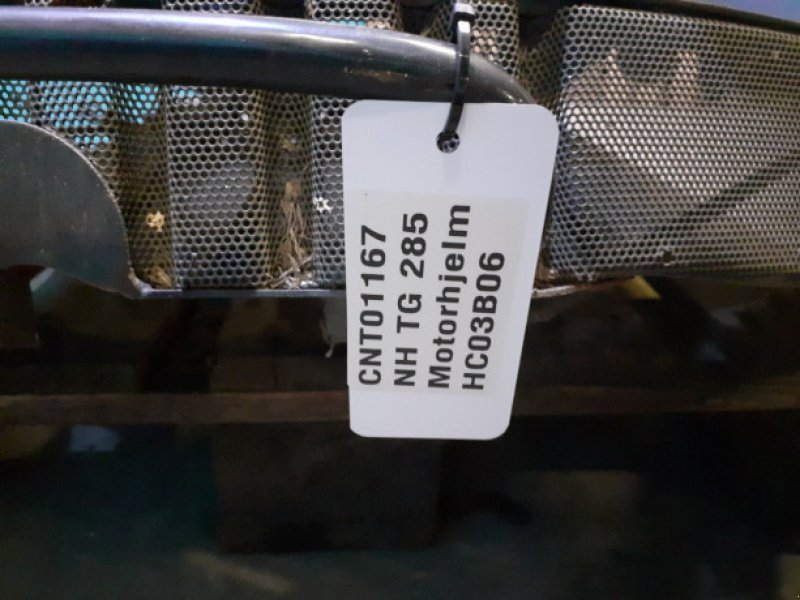 CNT01167
NH TG 285
Motorhjelm
HC03B06